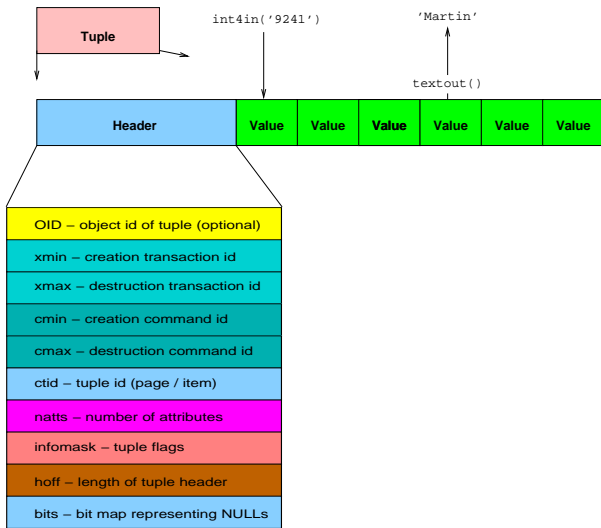 int4in('9241')
'Martin'
Tuple
textout()
Header
Value
Value
Value
Value
Value
Value
OID – object id of tuple (optional)
xmin – creation transaction id
xmax – destruction transaction id
cmin – creation command id
cmax – destruction command id
ctid – tuple id (page / item)
natts – number of attributes
infomask – tuple flags
hoff – length of tuple header
bits – bit map representing NULLs